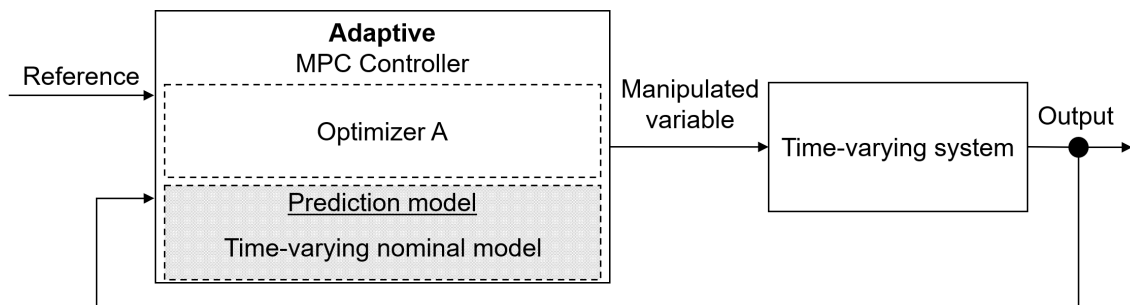 Adaptive
MPC Controller
Reference
Optimizer A
Prediction model
Time-varying nominal model
Manipulated
variable
Time-varying system
Output